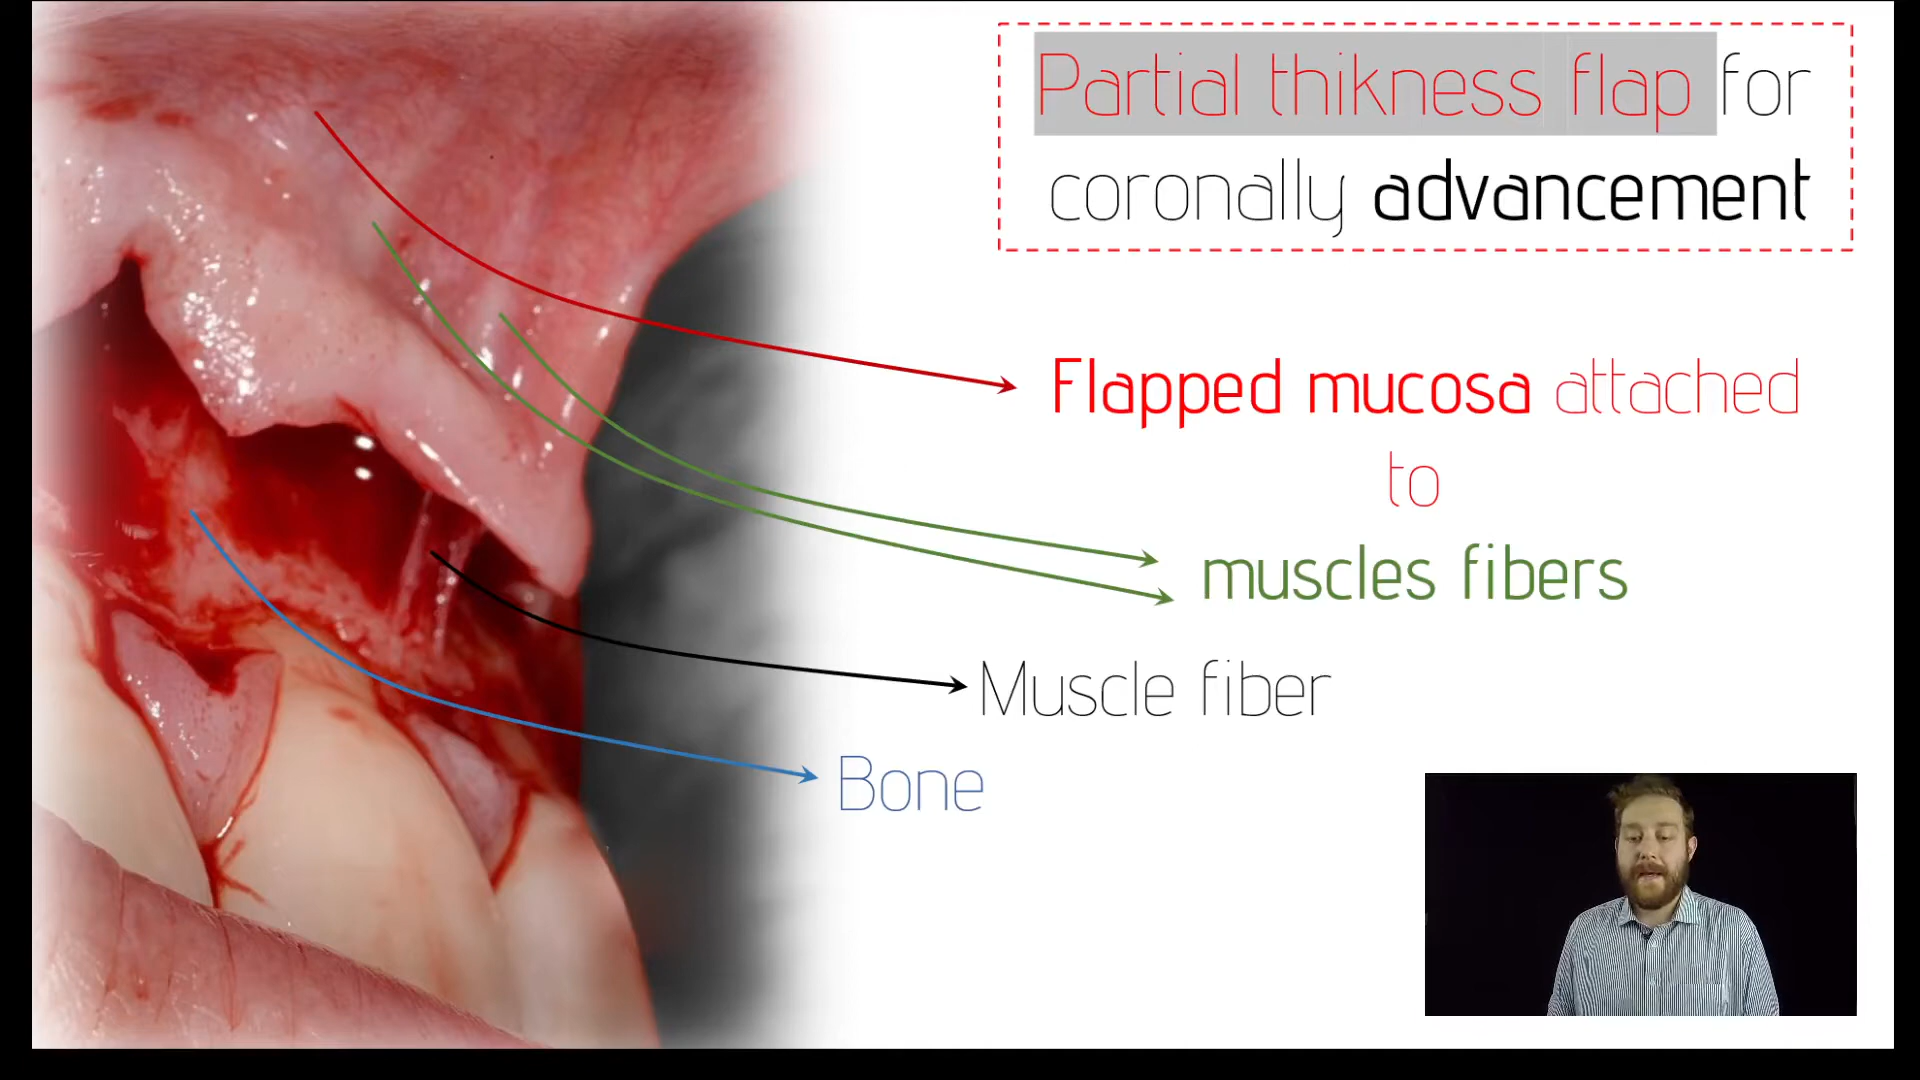 Partial thikness flap for
coronally advancement
Flapped mucosa attached
to
muscles fibers
Muscle fiber
Bone